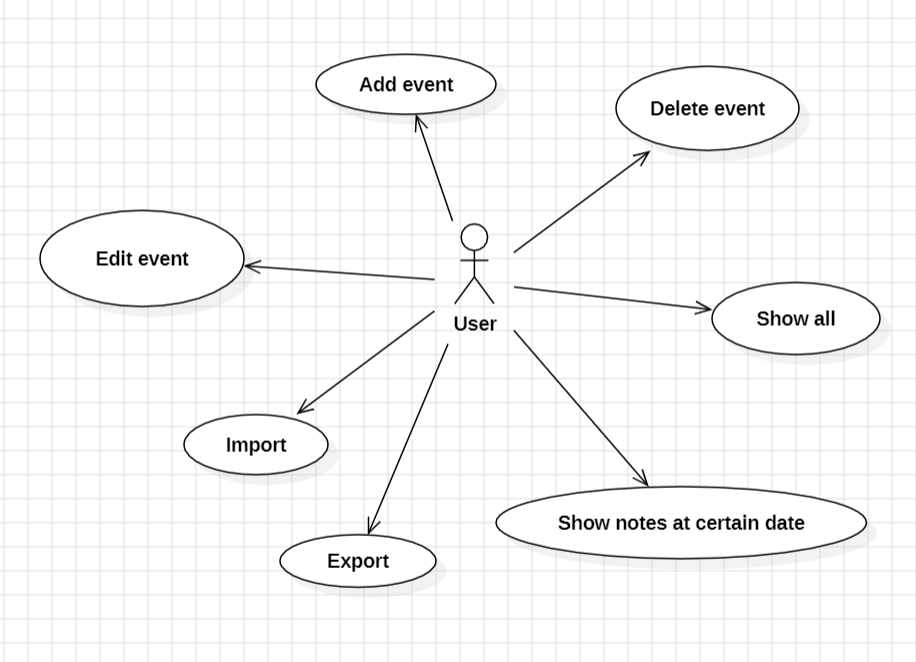 Add event
Delete event
Edit event
Show all
User
Import
Show notes at certain date
Export